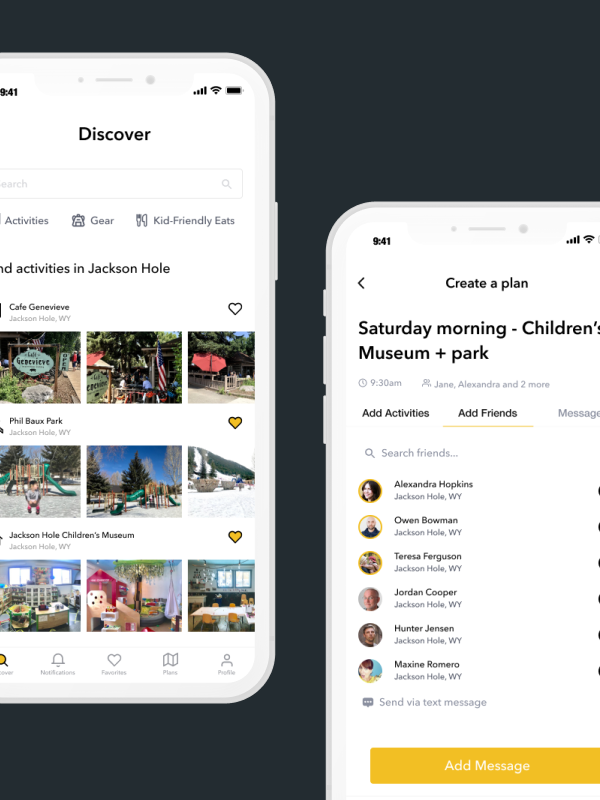 9:41
Discover
earch
Activities
Gear
Kid-Friendly Eats
nd activities in Jackson Hole
Cafe Genevieve
Jackson Hole, WY
Cafe
Genevieve
OPEN
Phil Baux Park
Jackson Hole, WY
Jackson Hole Children's Museum
Jackson Hole, WY
cover
Notifications
Favorites
Plans
Profile
9:41
Create a plan
Saturday morning - Children's
Museum + park
9:30am
Jane, Alexandra and 2 more
Add Activities
Add Friends
Message
Search friends...
Alexandra Hopkins
Jackson Hole, WY
Owen Bowman
Jackson Hole, WY
Teresa Ferguson
Jackson Hole, WY
Jordan Cooper
Jackson Hole, WY
Hunter Jensen
Jackson Hole, WY
Maxine Romero
Jackson Hole, WY
Send via text message
Add Message